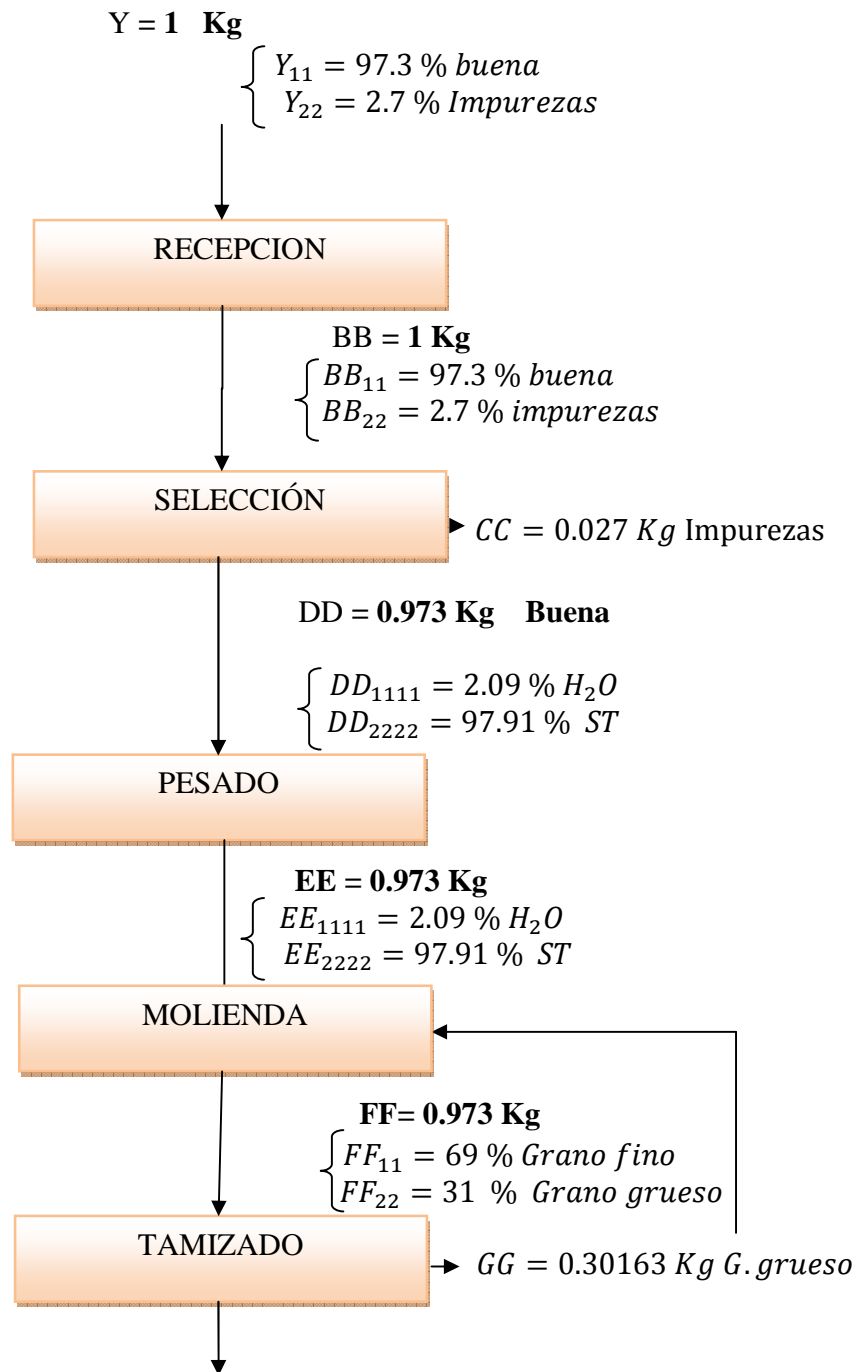 Y = 1 Kg
Y₁₁ = 97.3 % buena
Y₂₂ = 2.7 % Impurezas
RECEPCION
BB = 1 Kg
BB₁₁ = 97.3 % buena
BB₂₂ = 2.7 % impurezas
SELECCIÓN
CC = 0.027 Kg Impurezas
DD = 0.973 Kg Buena
DD₁₁₁₁ = 2.09 % H₂O
DD₂₂₂₂ = 97.91 % ST
PESADO
EE = 0.973 Kg
EE₁₁₁₁ = 2.09 % H₂O
EE₂₂₂₂ = 97.91 % ST
MOLIENDA
FF= 0.973 Kg
FF₁₁ = 69 % Grano fino
FF₂₂ = 31 % Grano grueso
TAMIZADO
GG = 0.30163 Kg G. grueso